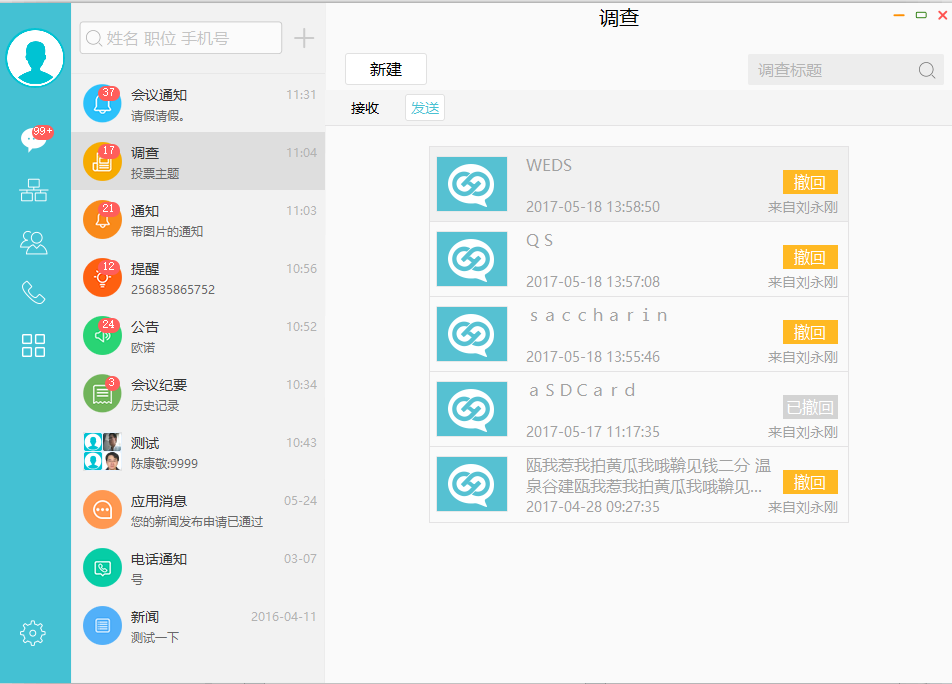 调查
姓名 职位 手机号
新建
调查标题
接收
发送
99+
37
会议通知
11:31
请假请假。
17
调查
11:04
投票主题
21
通知
11:03
带图片的通知
12
提醒
10:56
256835865752
24
公告
10:52
欧诺
3
会议纪要
10:34
历史记录
测试
10:43
陈康敬:9999
应用消息
05-24
您的新闻发布申请已通过
电话通知
03-07
号
新闻
2016-04-11
测试一下
WEDS
撤回
2017-05-18 13:58:50
来自刘永刚
Q S
撤回
2017-05-18 13:57:08
来自刘永刚
ｓａｃｃｈａｒｉｎ
撤回
2017-05-18 13:55:46
来自刘永刚
ａＳＤＣａｒｄ
已撤回
2017-05-17 11:17:35
来自刘永刚
瓯我惹我拍黄瓜我哦鞥见钱二分 温
泉谷建瓯我惹我拍黄瓜我哦鞥见...
撤回
2017-04-28 09:27:35
来自刘永刚